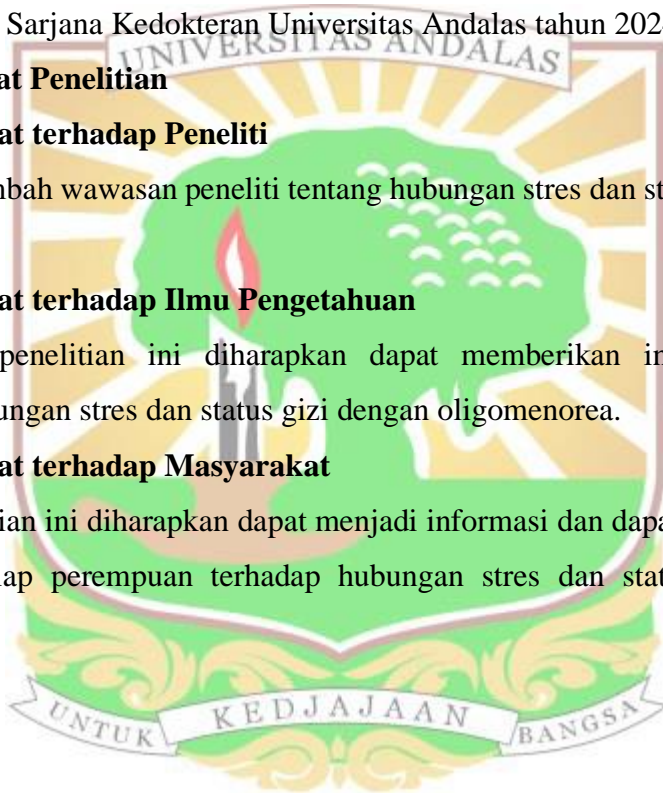 Sarjana Kedokteran Universitas Andalas tahun 202
UNIVERSITAS ANDALAS
at Penelitian
at terhadap Peneliti
mbah wawasan peneliti tentang hubungan stres dan st
at terhadap Ilmu Pengetahuan
penelitian ini diharapkan dapat memberikan in
ungan stres dan status gizi dengan oligomenorea.
at terhadap Masyarakat
ian ini diharapkan dapat menjadi informasi dan dapa
ap perempuan terhadap hubungan stres dan stat
UNTUK KEDJAJAAN BANGSA